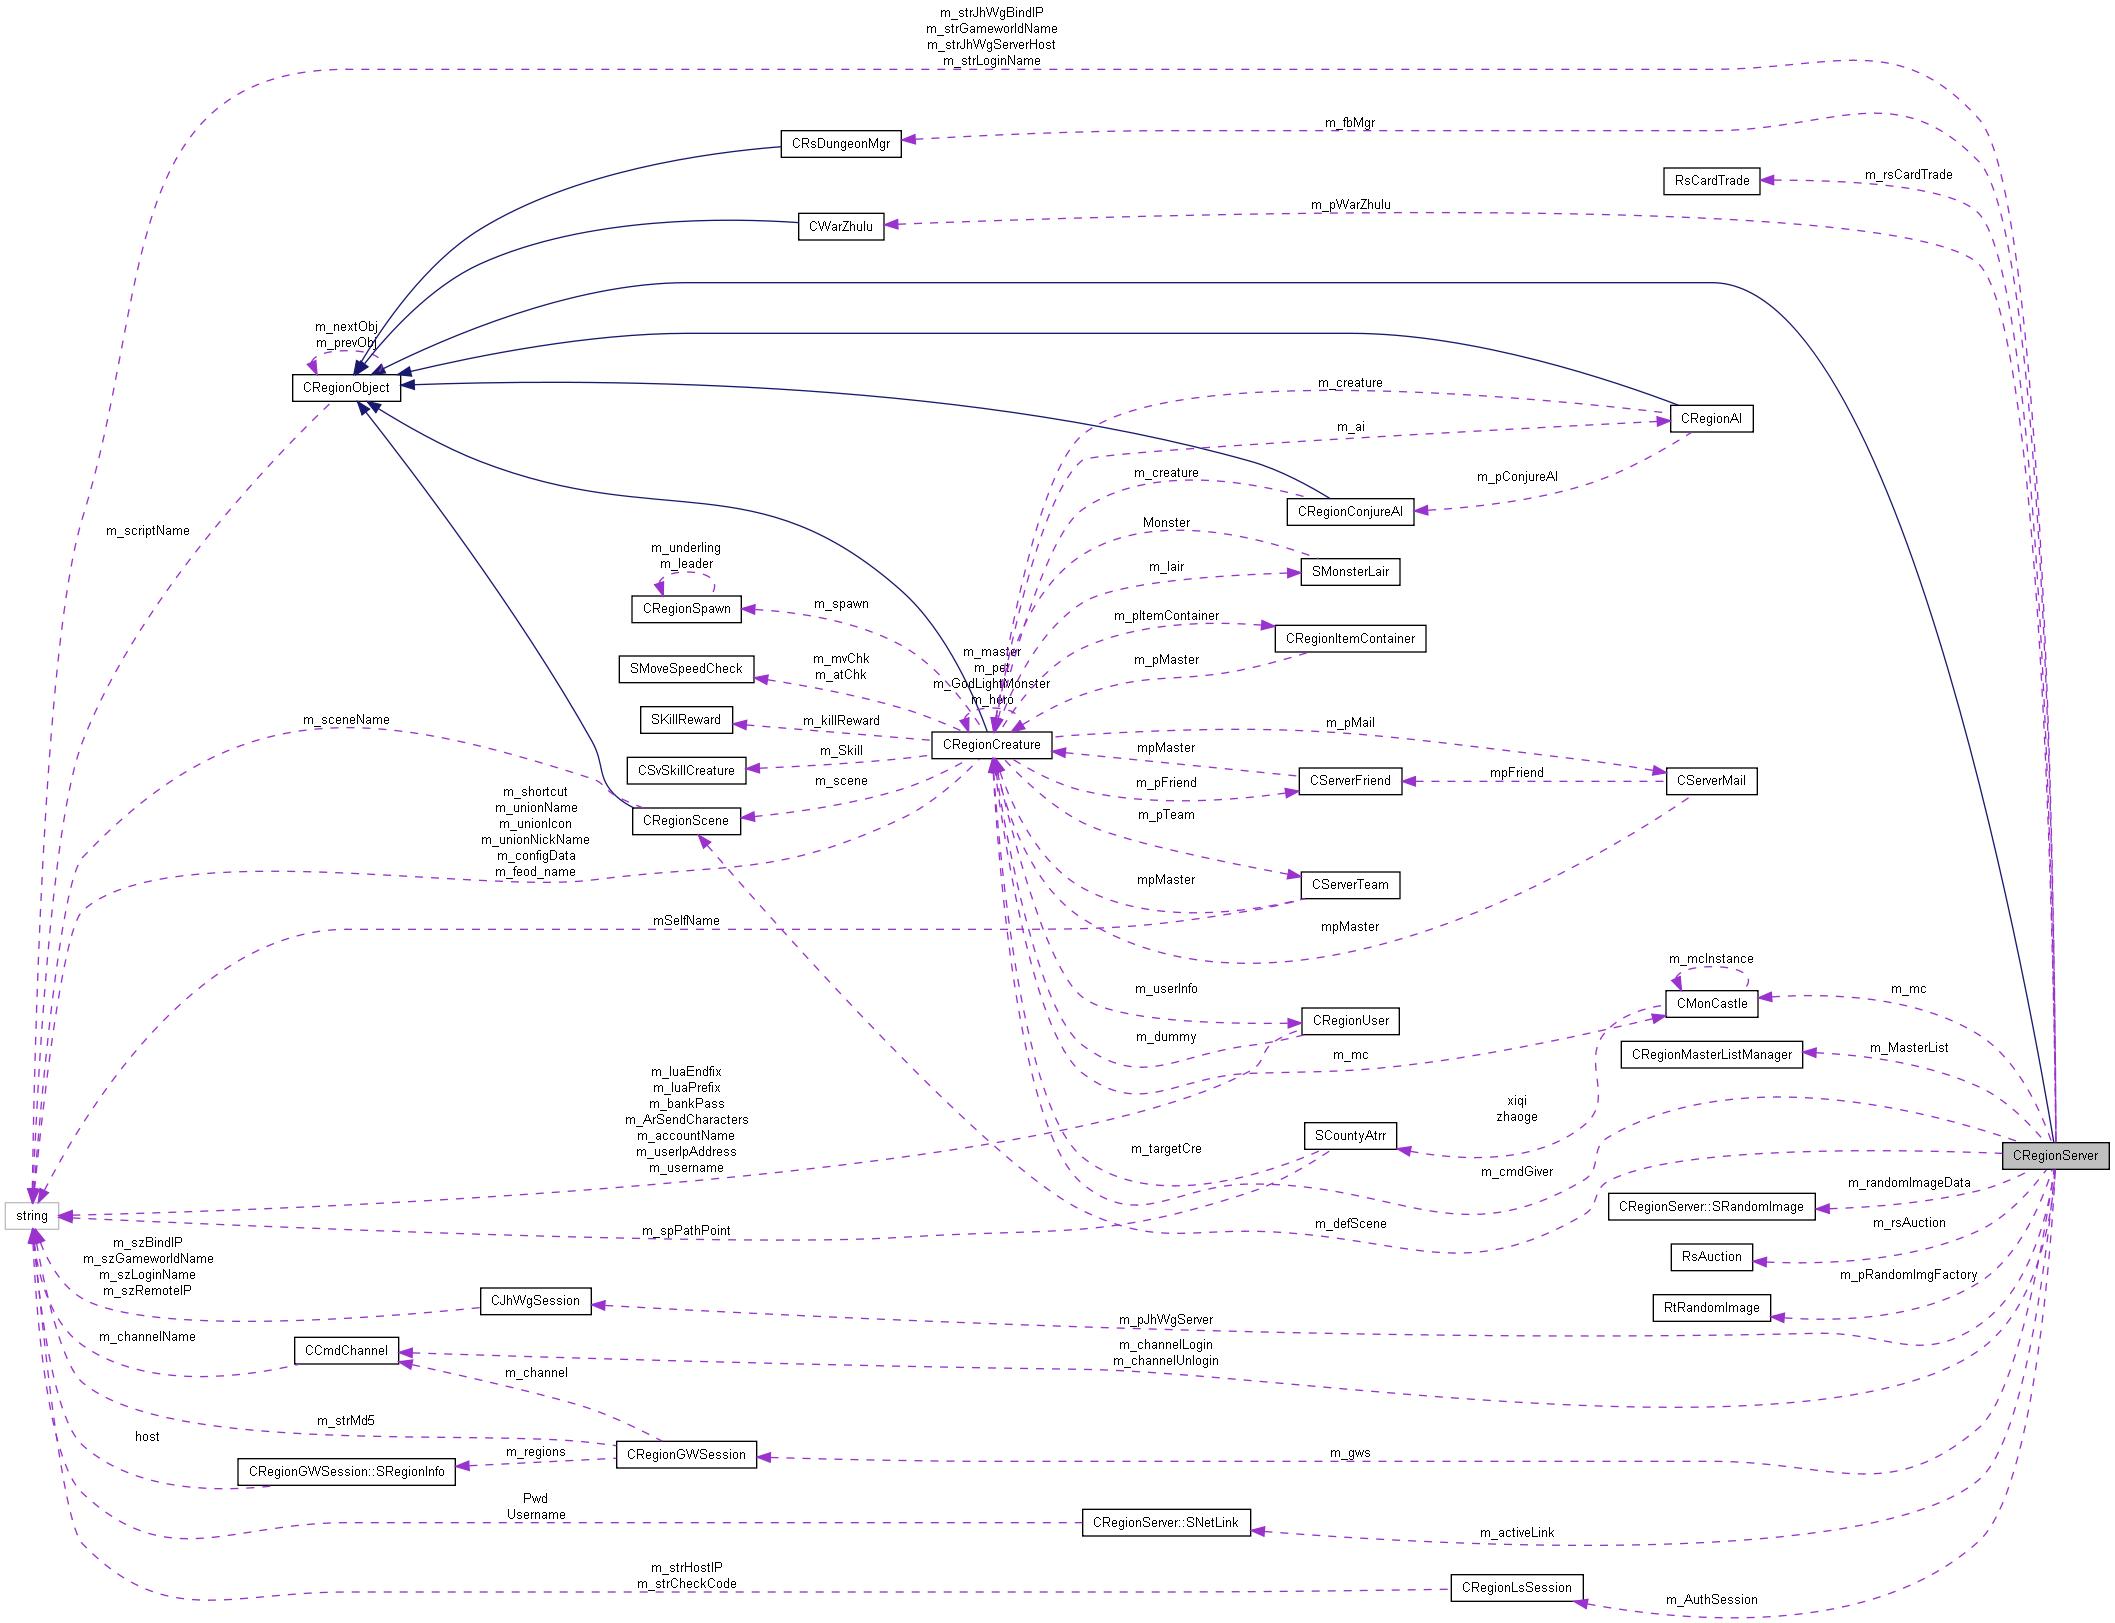 m_strJhWgBindIP
m_strGameworldName
m_strJhWgServerHost
m_strLoginName
m_fbMgr
CRsDungeonMgr
RsCardTrade
m_rsCardTrade
m_pWarZhulu
CWarZhulu
m_nextObj
m_prevObj
CRegionObject
m_creature
CRegionAI
m_ai
m_creature
m_pConjureAI
CRegionConjureAI
Monster
m_scriptName
m_underling
m_leader
m_lair
SMonsterLair
CRegionSpawn
m_spawn
m_pItemContainer
CRegionItemContainer
SMoveSpeedCheck
m_mvChk
m_atChk
m_master
m_pet
m_GodLightMonster
m_hero
m_pMaster
m_sceneName
SKillReward
m_killReward
m_pMail
CRegionCreature
mpMaster
CSvSkillCreature
m_Skill
m_scene
m_pFriend
CServerFriend
mpFriend
CServerMail
m_shortcut
m_unionName
m_unionIcon
m_unionNickName
m_configData
m_feod_name
CRegionScene
m_pTeam
mpMaster
CServerTeam
mSelfName
mpMaster
m_mcInstance
m_userInfo
m_mc
CMonCastle
CRegionUser
m_dummy
m_mc
CRegionMasterListManager
m_MasterList
m_luaEndfix
m_luaPrefix
m_bankPass
m_ArSendCharacters
m_accountName
m_userIpAddress
m_username
xiqi
zhaoge
SCountyAtrr
m_targetCre
m_cmdGiver
CRegionServer
m_randomImageData
CRegionServer::SRandomImage
string
m_spPathPoint
m_defScene
m_rsAuction
RsAuction
m_szBindIP
m_szGameworldName
m_szLoginName
m_szRemoteIP
CJhWgSession
m_pRandomImgFactory
RtRandomImage
m_pJhWgServer
m_channelName
CCmdChannel
m_channelLogin
m_channelUnlogin
m_channel
m_strMd5
host
m_regions
CRegionGWSession
m_gws
CRegionGWSession::SRegionInfo
Pwd
Username
CRegionServer::SNetLink
m_activeLink
m_strHostIP
m_strCheckCode
CRegionLsSession
m_AuthSession